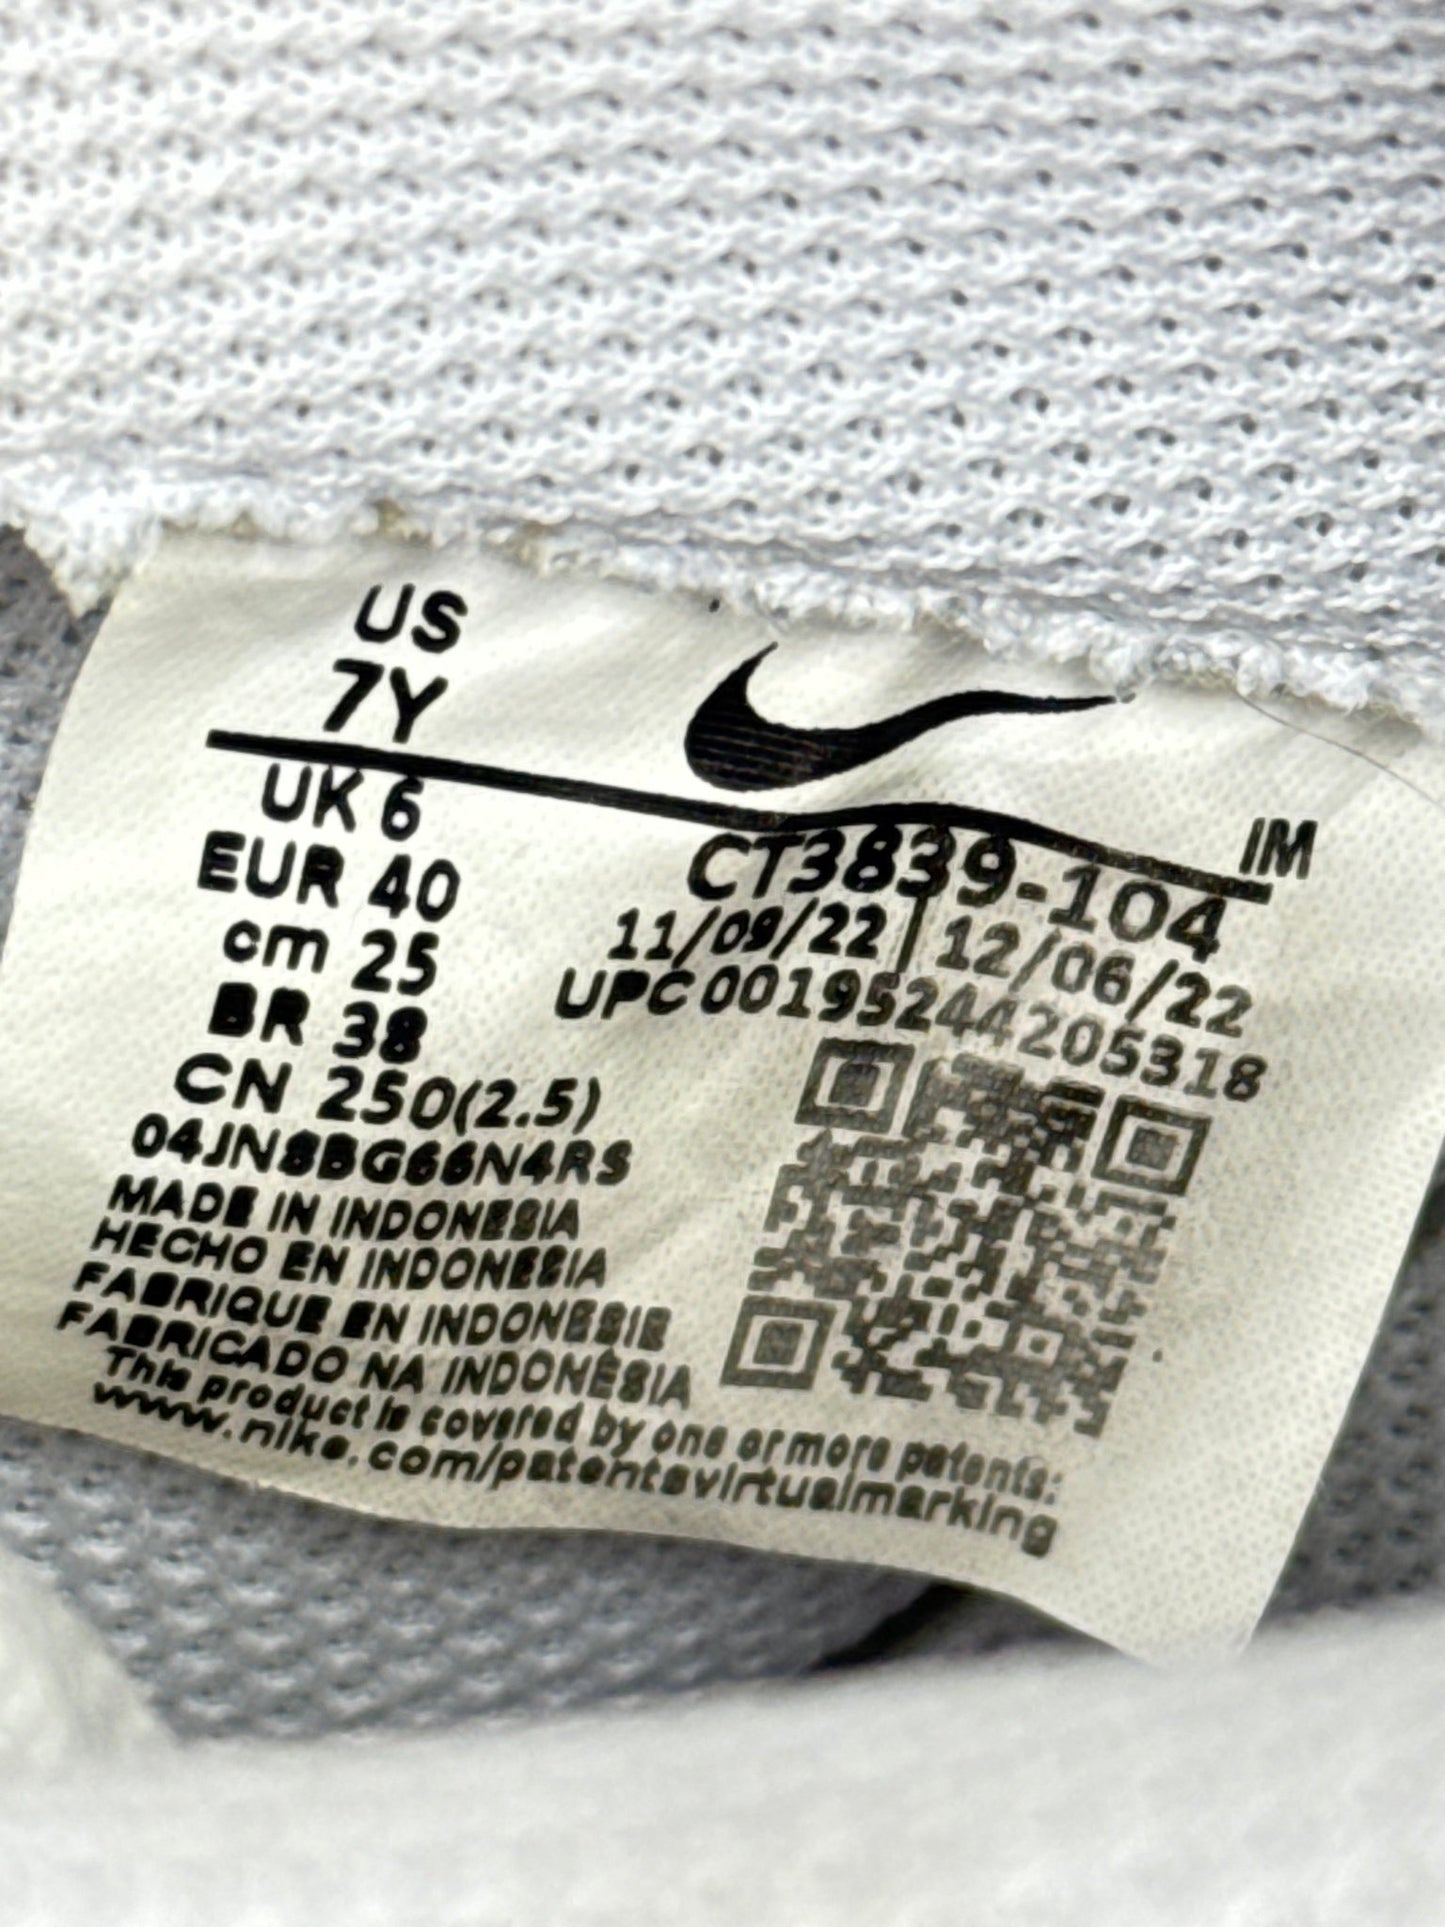 US
7Y
UK 6
EUR 40
cm 25
BR 38
CN 250(2.5)
04JN8BG66N4RS
MADE IN INDONESIA
HECHO EN INDONESIA
FABRIQUE EN INDONESIE
FABRICADO NA INDONÉSIA
This product is covered by one or more patents:
www.nike.com/patentsvirtualmarking
IM
CT3839-104
11/09/22 | 12/06/22
UPC 00195244205318